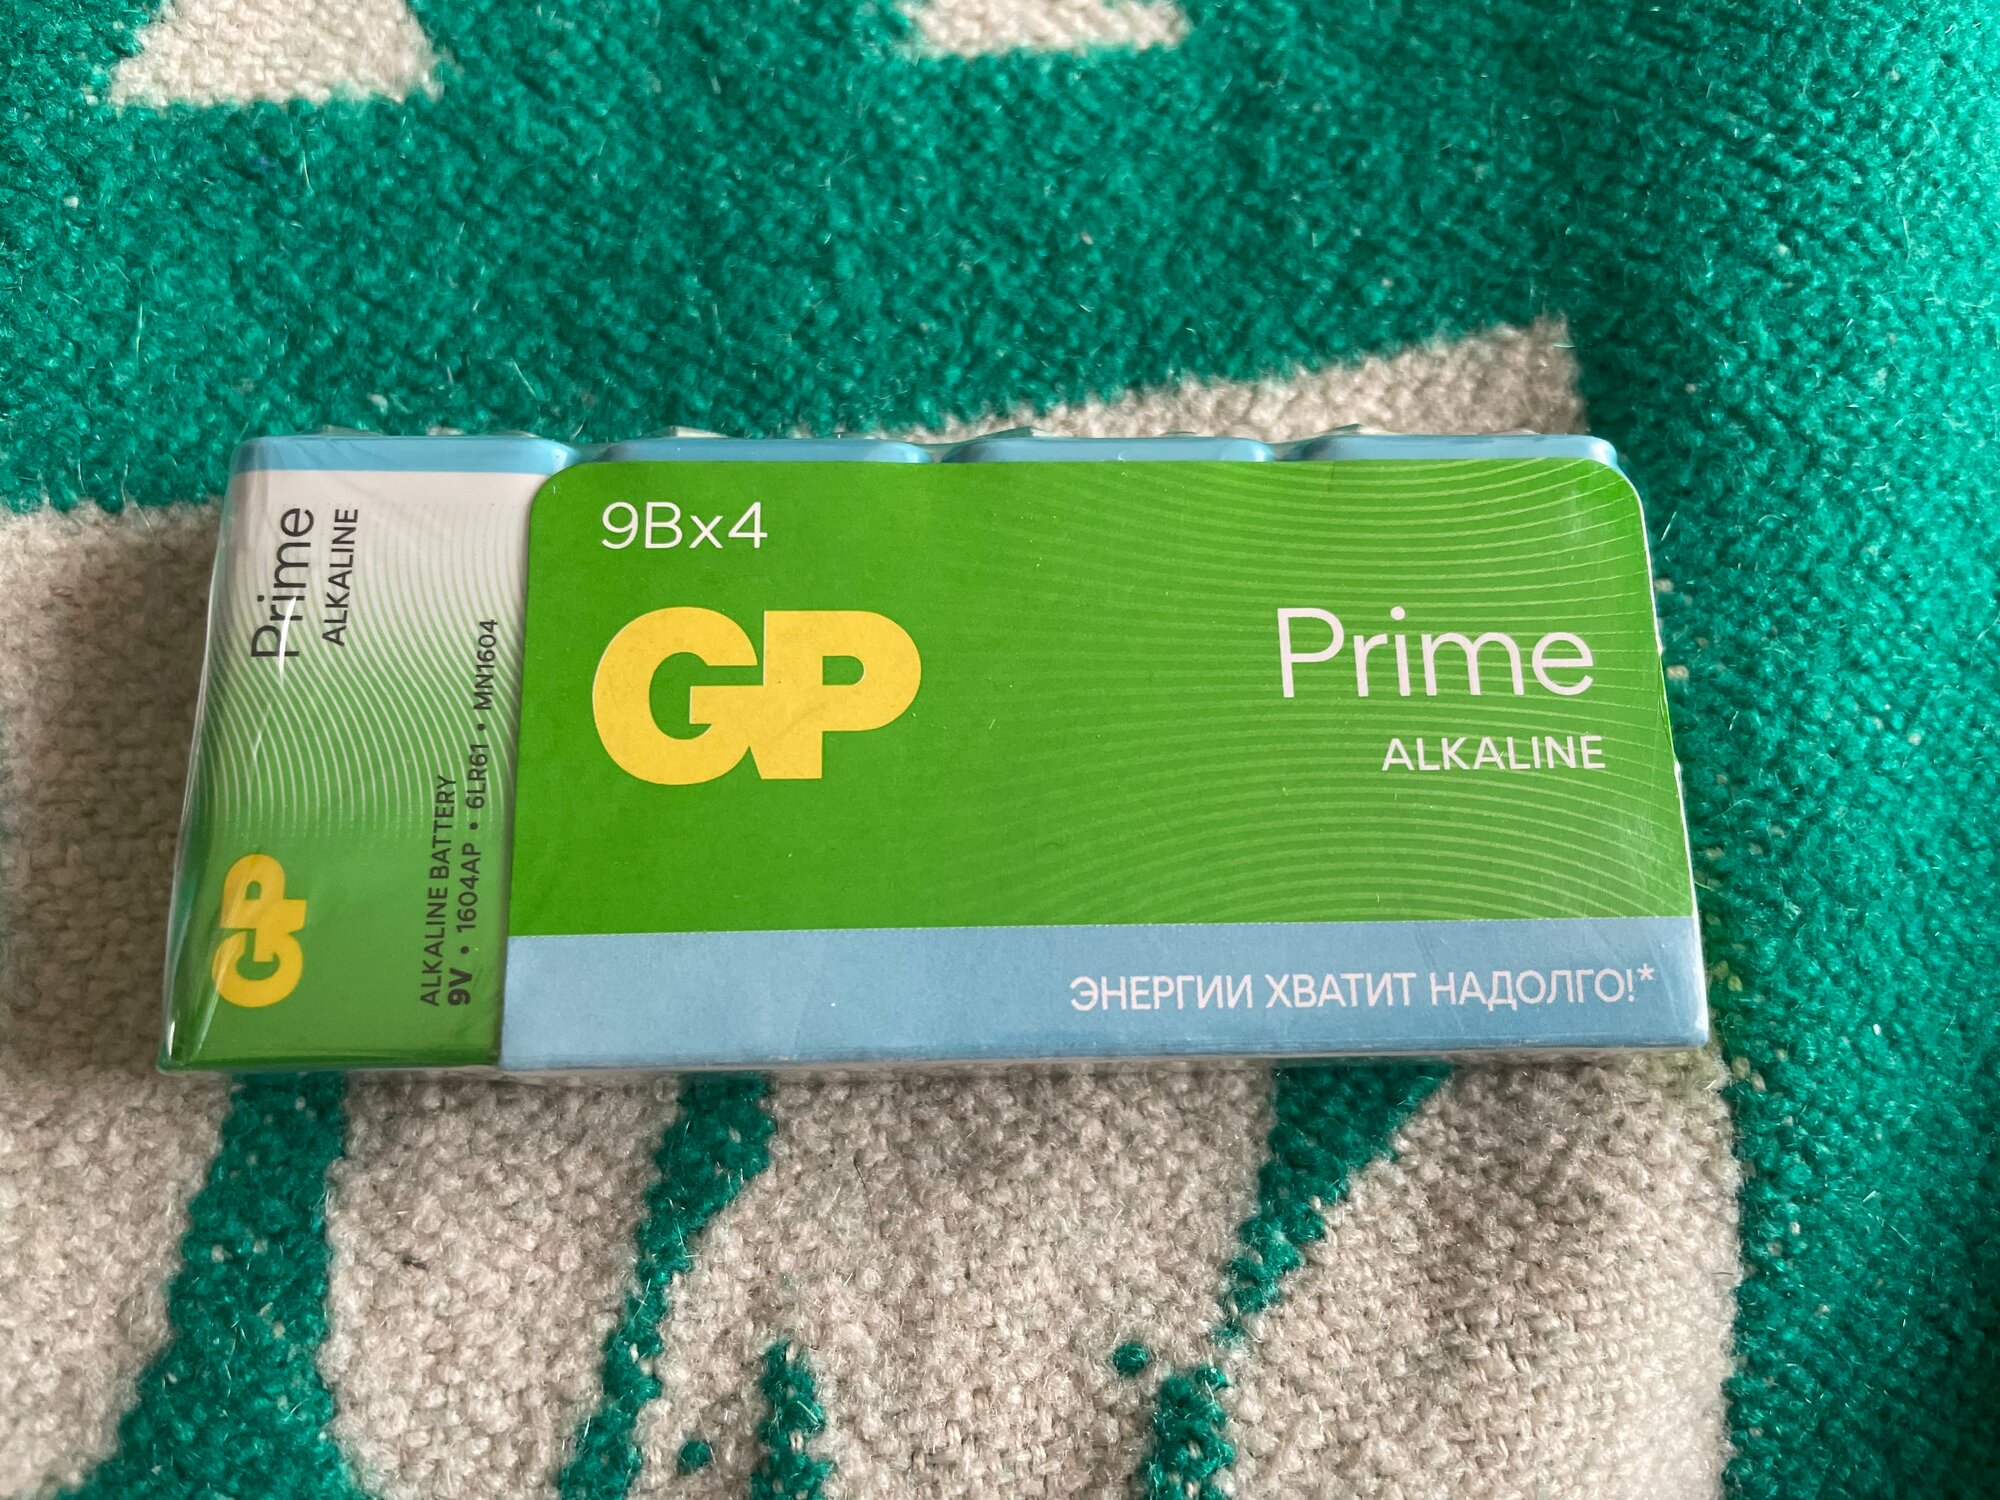 Prime
ALKALINE
GP
ALKALINE BATTERY
9V • 1604AP • 6LR61 • MN1604
9Вx4
GP
Prime
ALKALINE
ЭНЕРГИИ ХВАТИТ НАДОЛГО!*